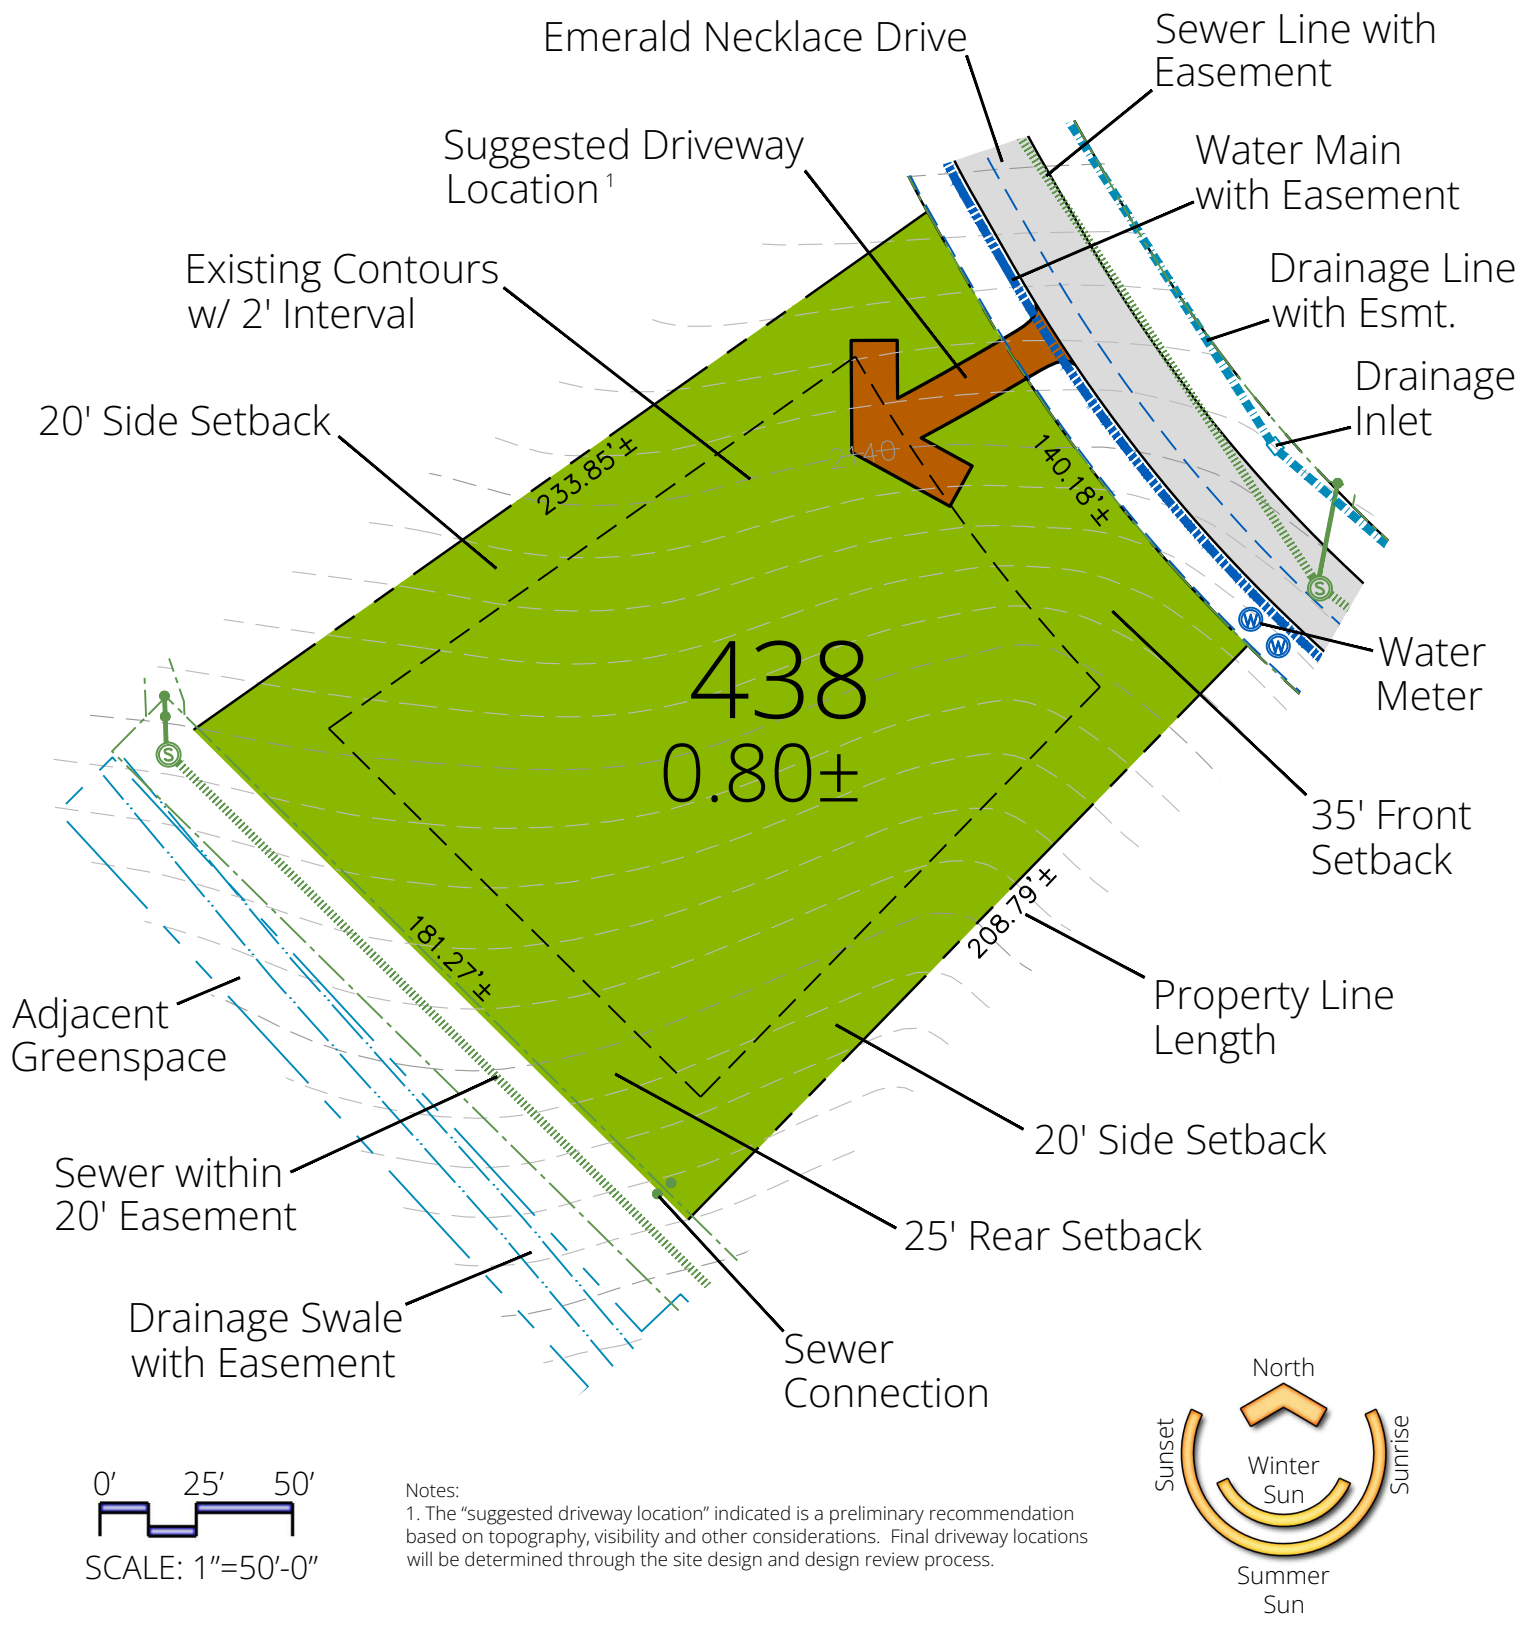 Emerald Necklace Drive
Sewer Line with
Easement
Suggested Driveway
Location 1
Water Main
with Easement
Existing Contours
w/ 2' Interval
Drainage Line
with Esmt.
Drainage
Inlet
20' Side Setback
233.85'±
2140
140.18'±
S
W
W
Water
Meter
438
0.80±
S
35' Front
Setback
208.79'±
181.27'±
Property Line
Length
Adjacent
Greenspace
20' Side Setback
Sewer within
20' Easement
25' Rear Setback
Drainage Swale
with Easement
Sewer
Connection
North
Sunset
Sunrise
Winter
Sun
Summer
Sun
0' 25' 50'
SCALE: 1"=50'-0"
Notes:
1. The “suggested driveway location” indicated is a preliminary recommendation
based on topography, visibility and other considerations. Final driveway locations
will be determined through the site design and design review process.